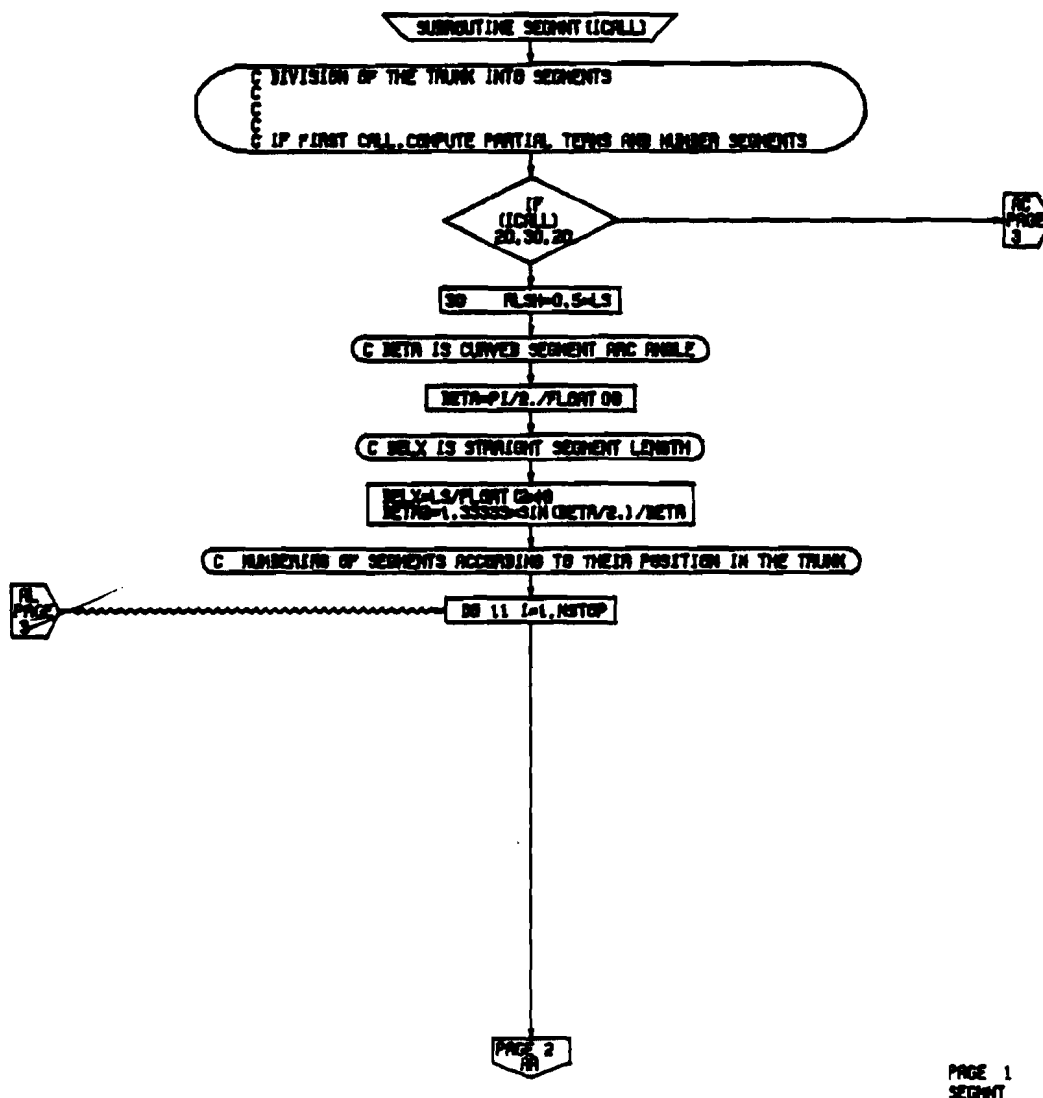 SUBROUTINE SEGMNT(ICALL)
C DIVISION OF THE TRUNK INTO SEGMENTS
C
C
C
C IF FIRST CALL,COMPUTE PARTIAL TERMS AND NUMBER SEGMENTS
IF
(ICALL)
20,30,20
AC
PAGE
3
30 ALSH=0.5*LS
C BETA IS CURVED SEGMENT ARC ANGLE
BETA=PI/2./FLOAT
C DELX IS STRAIGHT SEGMENT LENGTH
DELX=LS/FLOAT
BETAB=1.33333*SIN(BETA/2.)/BETA
C NUMBERING OF SEGMENTS ACCORDING TO THEIR POSITION IN THE TRUNK
AL
PAGE
3
DO 11 I=1,NSTOP
PAGE 2
AA
PAGE 1
SEGMNT